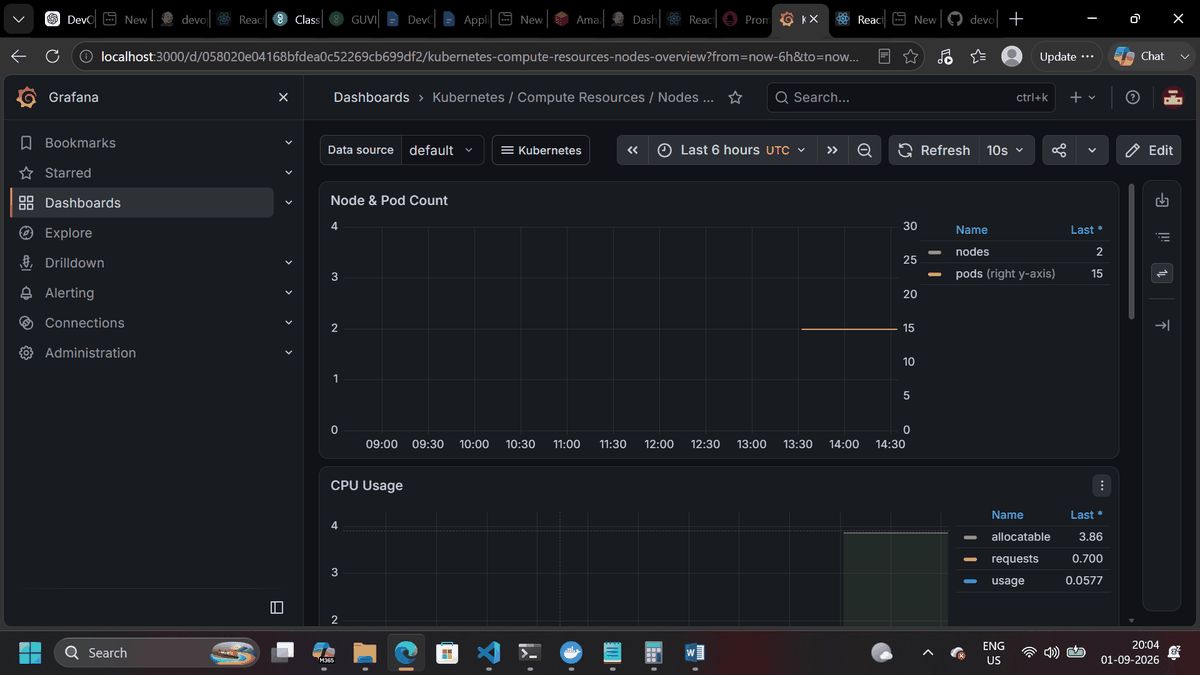 DevO
New
devo
React
Class
GUVI
DevO
Appli
New
Ama
Dash
React
Prom
K
React
New
devo
localhost:3000/d/058020e04168bfdea0c52269cb699df2/kubernetes-compute-resources-nodes-overview?from=now-6h&to=now...
Update
Chat
Grafana
Dashboards › Kubernetes / Compute Resources / Nodes ...
Search...
ctrl+k
Bookmarks
Starred
Dashboards
Explore
Drilldown
Alerting
Connections
Administration
Data source
default
Kubernetes
Last 6 hours UTC
Refresh
10s
Edit
Node & Pod Count
4
3
2
1
0
30
25
20
15
10
5
0
09:00 09:30 10:00 10:30 11:00 11:30 12:00 12:30 13:00 13:30 14:00 14:30
Name Last *
nodes 2
pods (right y-axis) 15
CPU Usage
4
3
2
Name Last *
allocatable 3.86
requests 0.700
usage 0.0577
Search
M365
ENG
US
20:04
01-09-2026